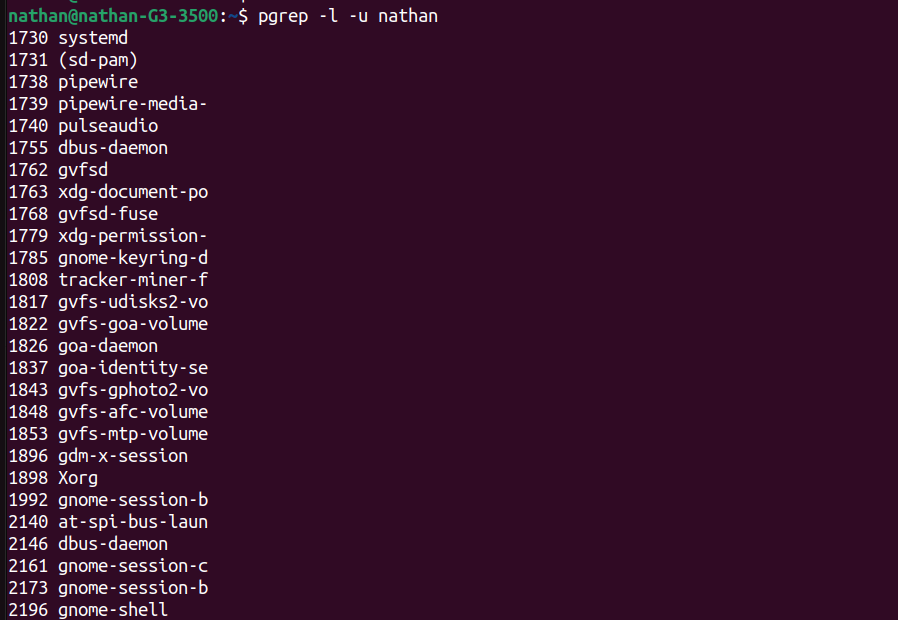 nathan@nathan-G3-3500:~$ pgrep -l -u nathan
1730 systemd
1731 (sd-pam)
1738 pipewire
1739 pipewire-media-
1740 pulseaudio
1755 dbus-daemon
1762 gvfsd
1763 xdg-document-po
1768 gvfsd-fuse
1779 xdg-permission-
1785 gnome-keyring-d
1808 tracker-miner-f
1817 gvfs-udisks2-vo
1822 gvfs-goa-volume
1826 goa-daemon
1837 goa-identity-se
1843 gvfs-gphoto2-vo
1848 gvfs-afc-volume
1853 gvfs-mtp-volume
1896 gdm-x-session
1898 Xorg
1992 gnome-session-b
2140 at-spi-bus-laun
2146 dbus-daemon
2161 gnome-session-c
2173 gnome-session-b
2196 gnome-shell